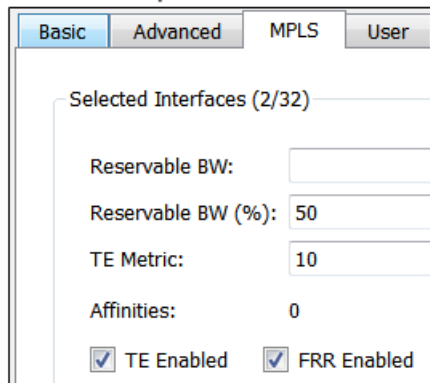 Basic Advanced MPLS User
Selected Interfaces (2/32)
Reservable BW:
Reservable BW (%): 50
TE Metric: 10
Affinities: 0
TE Enabled FRR Enabled